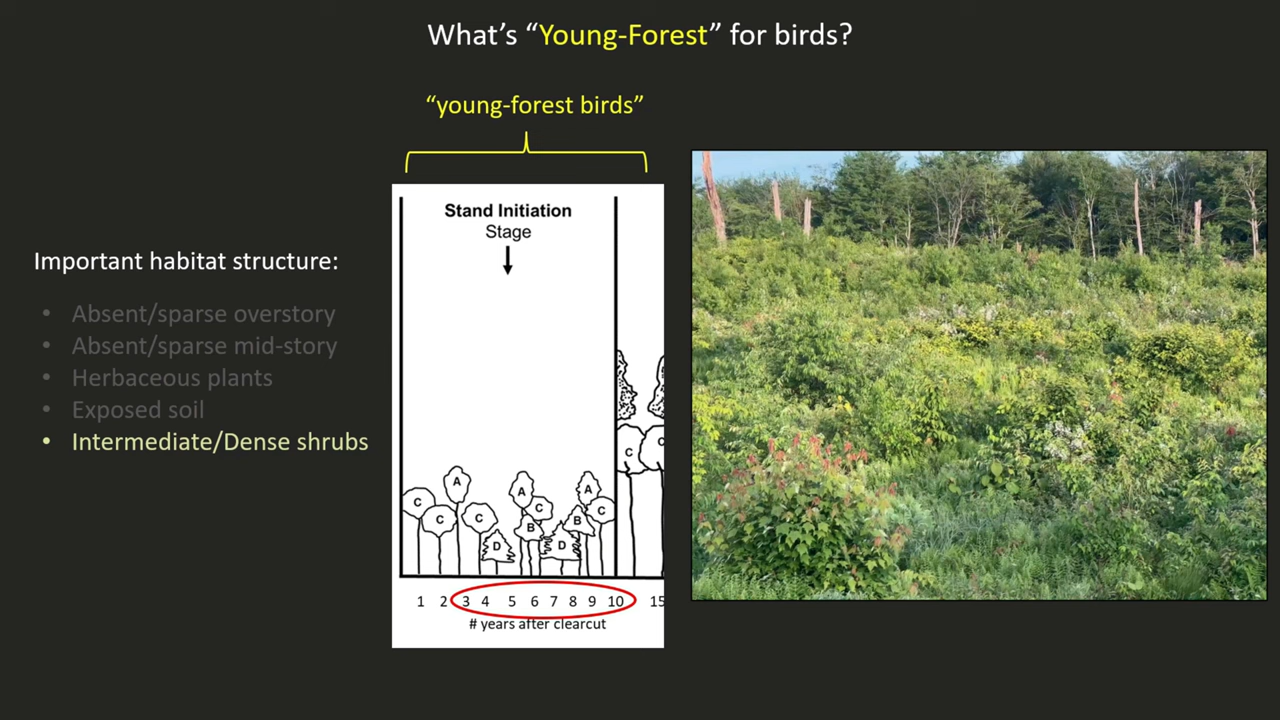 What's “Young-Forest” for birds?
“young-forest birds”
Important habitat structure:
• Absent/sparse overstory
• Absent/sparse mid-story
• Herbaceous plants
• Exposed soil
• Intermediate/Dense shrubs
Stand Initiation
Stage
A A A
C C C C C C C
B B
D D
1 2 3 4 5 6 7 8 9 10 15
# years after clearcut